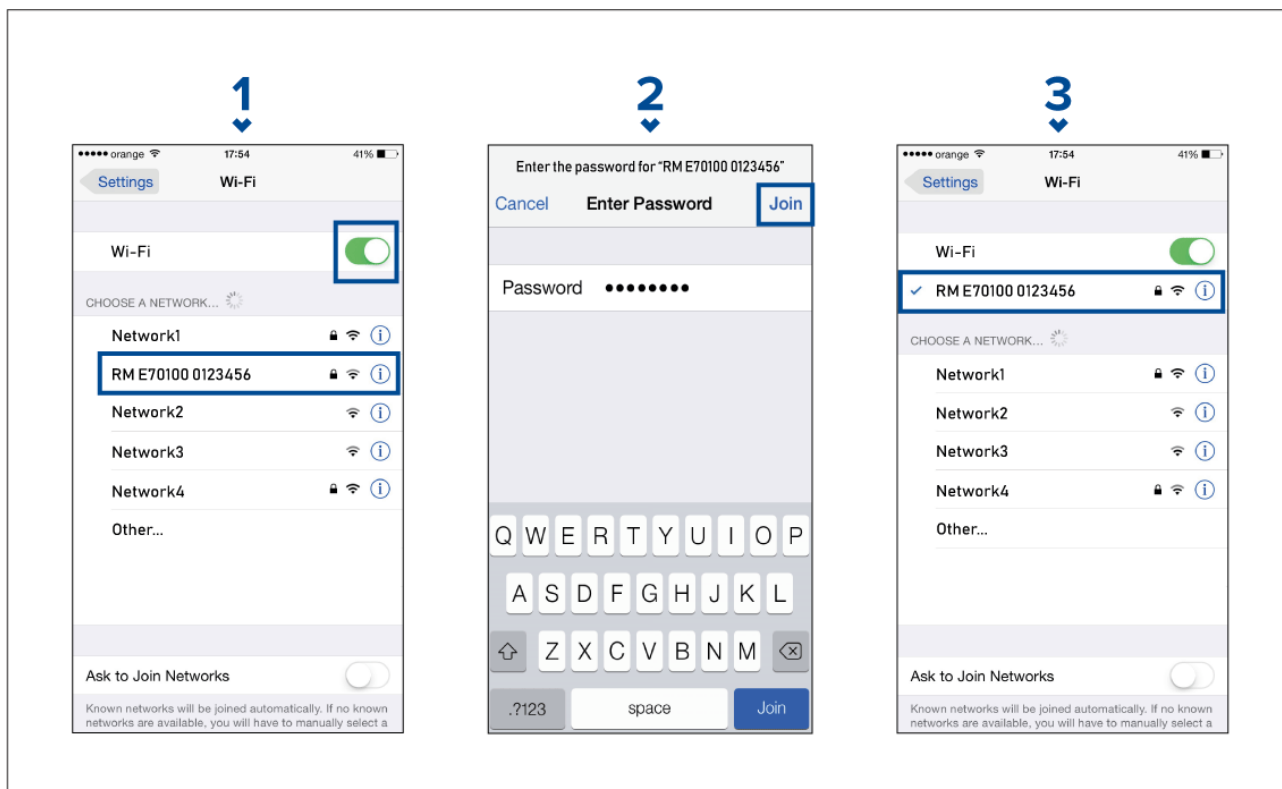 1
2
3
orange 17:54 41%
Settings Wi-Fi
Wi-Fi
CHOOSE A NETWORK...
Network1
RM E70100 0123456
Network2
Network3
Network4
Other...
Ask to Join Networks
Known networks will be joined automatically. If no known
networks are available, you will have to manually select a
Enter the password for "RM E70100 0123456"
Cancel Enter Password Join
Password ••••••••
Q W E R T Y U I O P
A S D F G H J K L
Z X C V B N M
.?123 space Join
orange 17:54 41%
Settings Wi-Fi
Wi-Fi
RM E70100 0123456
CHOOSE A NETWORK...
Network1
Network2
Network3
Network4
Other...
Ask to Join Networks
Known networks will be joined automatically. If no known
networks are available, you will have to manually select a